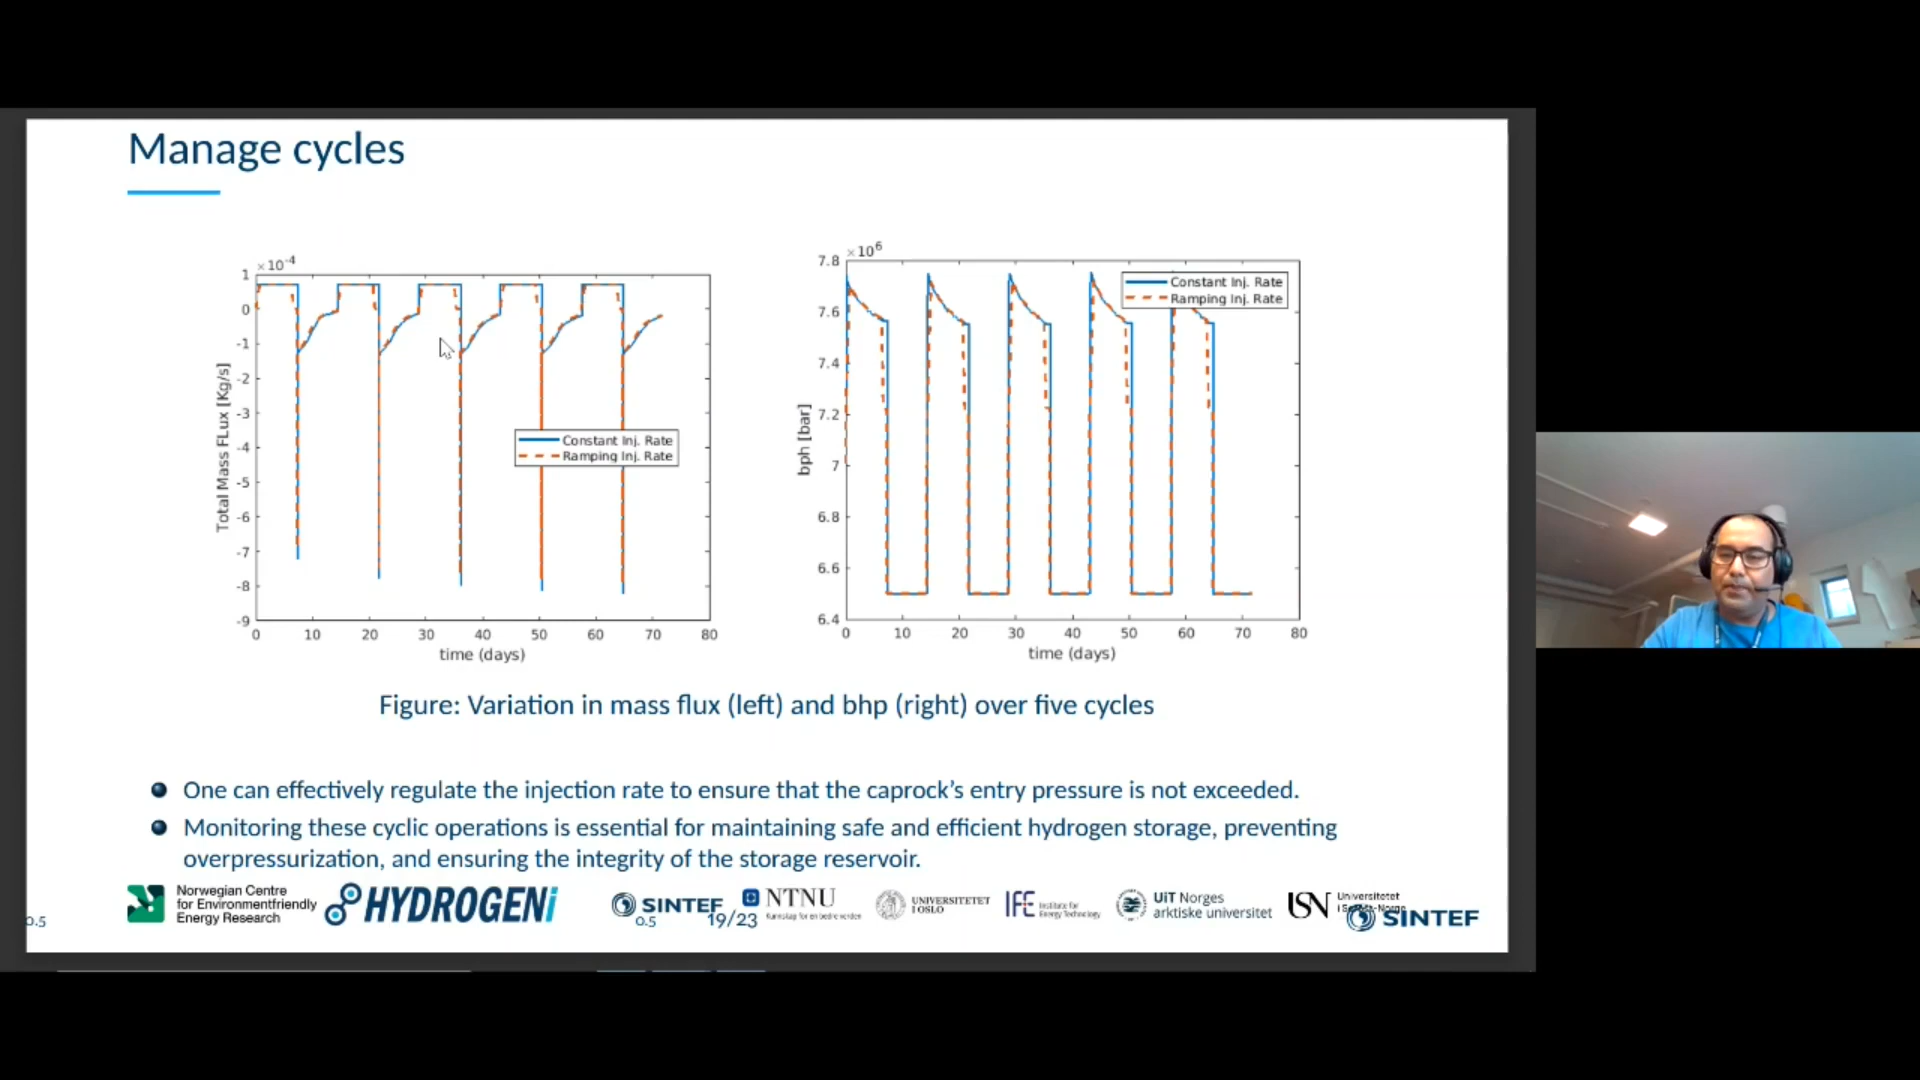 Manage cycles
×10-4
1
0
-1
-2
-3
-4
-5
-6
-7
-8
-9
Total Mass FLux [Kg/s]
Constant Inj. Rate
Ramping Inj. Rate
0 10 20 30 40 50 60 70 80
time (days)
×106
7.8
7.6
7.4
7.2
7
6.8
6.6
6.4
bph [bar]
Constant Inj. Rate
Ramping Inj. Rate
0 10 20 30 40 50 60 70 80
time (days)
Figure: Variation in mass flux (left) and bhp (right) over five cycles
One can effectively regulate the injection rate to ensure that the caprock’s entry pressure is not exceeded.
Monitoring these cyclic operations is essential for maintaining safe and efficient hydrogen storage, preventing
overpressurization, and ensuring the integrity of the storage reservoir.
Norwegian Centre
for Environmentfriendly
Energy Research
HYDROGENi
SINTEF
NTNU
UNIVERSITETET
I OSLO
IFE
Institute for
Energy Technology
UiT Norges
arktiske universitet
USN
Universitetet
SINTEF
0.5
0.5
19/23